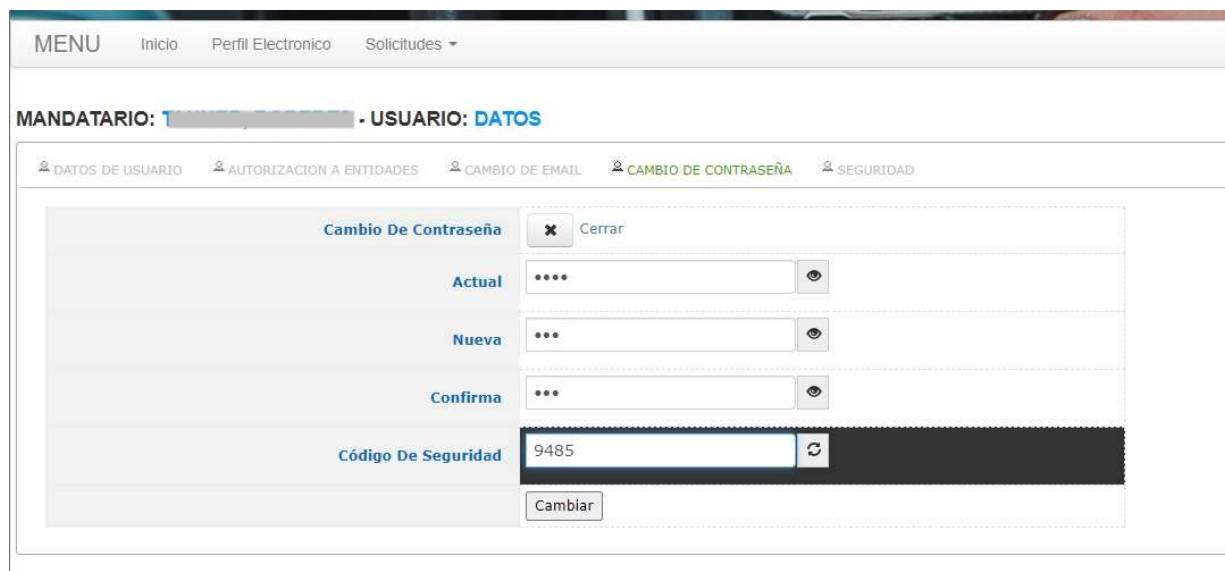 MENU Inicio Perfil Electronico Solicitudes
MANDATARIO: - USUARIO: DATOS
DATOS DE USUARIO AUTORIZACION A ENTIDADES CAMBIO DE EMAIL CAMBIO DE CONTRASEÑA SEGURIDAD
Cambio De Contraseña Cerrar
Actual ••••
Nueva •••
Confirma •••
Código De Seguridad 9485
Cambiar